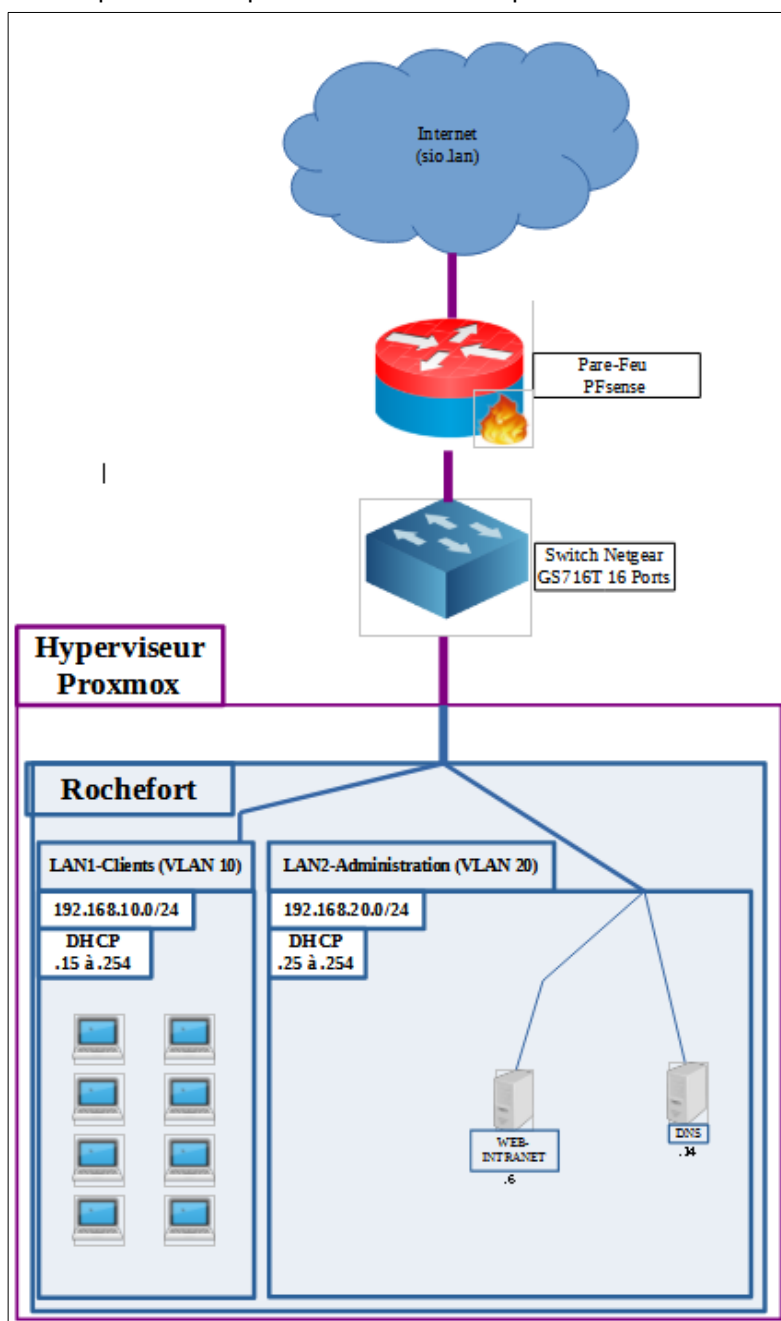 Internet
(sio.lan)
Pare-Feu
PFsense
Switch Netgear
GS716T 16 Ports
Hyperviseur
Proxmox
Rochefort
LAN1-Clients (VLAN 10)
192.168.10.0/24
DHCP
.15 à .254
LAN2-Administration (VLAN 20)
192.168.20.0/24
DHCP
.25 à .254
WEB-
INTRANET
.6
DNS
.14